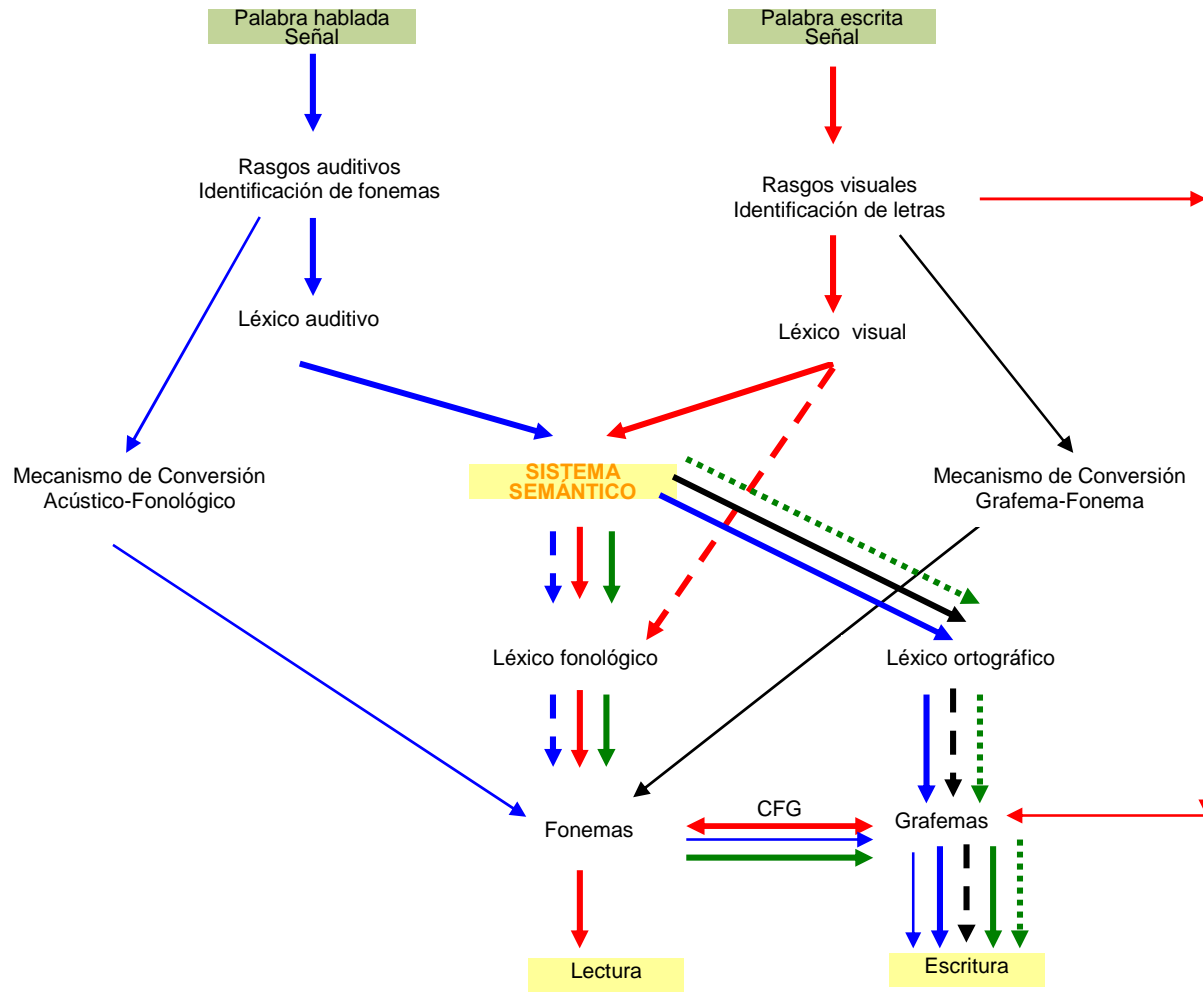 Palabra hablada
Señal
Palabra escrita
Señal
Rasgos auditivos
Identificación de fonemas
Rasgos visuales
Identificación de letras
Léxico auditivo
Léxico visual
Mecanismo de Conversión
Acústico-Fonológico
SISTEMA
SEMÁNTICO
Mecanismo de Conversión
Grafema-Fonema
Léxico fonológico
Léxico ortográfico
Fonemas
CFG
Grafemas
Lectura
Escritura